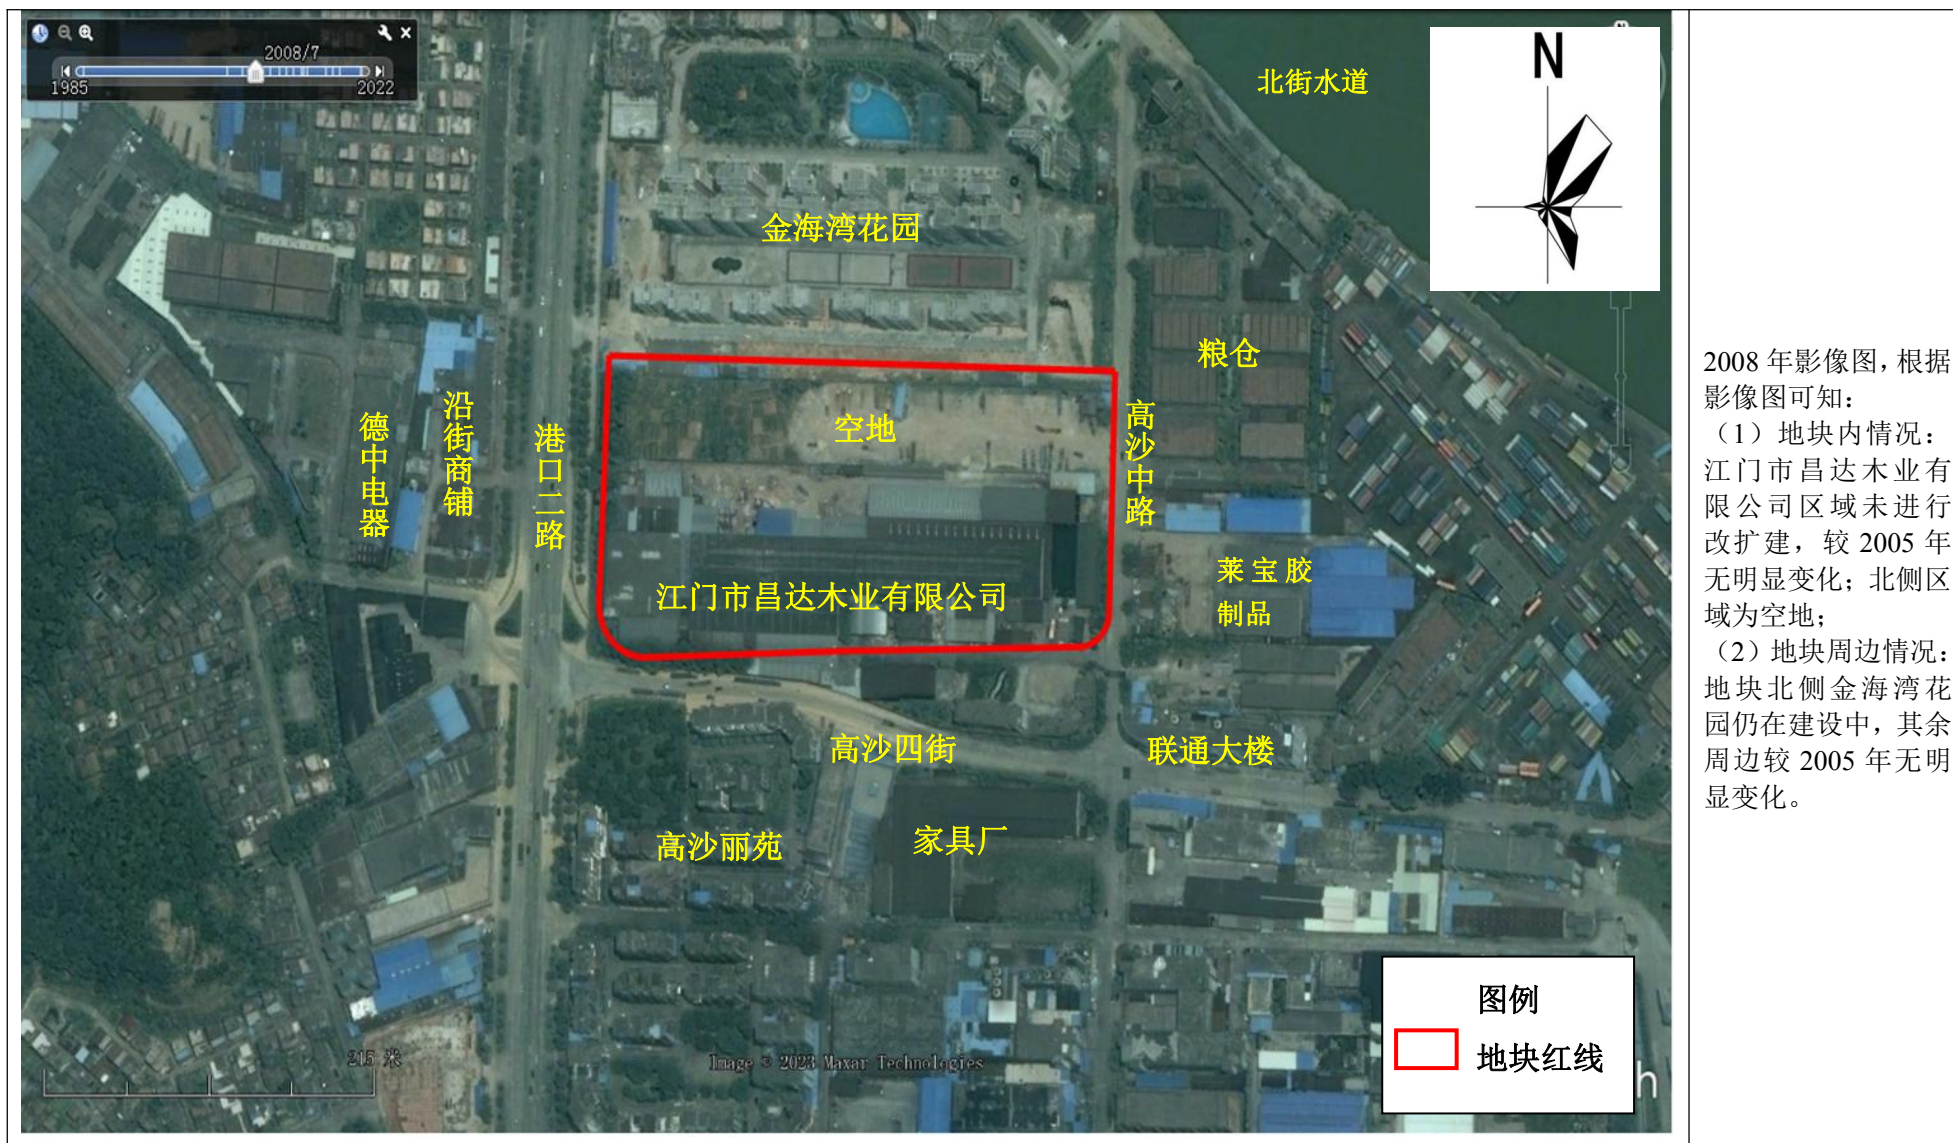 2008/7
1985
2022
北街水道
N
金海湾花园
粮仓
沿街商铺
德中电器
港口二路
空地
高沙中路
江门市昌达木业有限公司
莱宝胶
制品
高沙四街
联通大楼
高沙丽苑
家具厂
215 米
Image © 2023 Maxar Technologies
图例
地块红线
h
2008 年影像图，根据
影像图可知：
（1）地块内情况：
江门市昌达木业有
限公司区域未进行
改扩建，较 2005 年
无明显变化；北侧区
域为空地；
（2）地块周边情况：
地块北侧金海湾花
园仍在建设中，其余
周边较 2005 年无明
显变化。